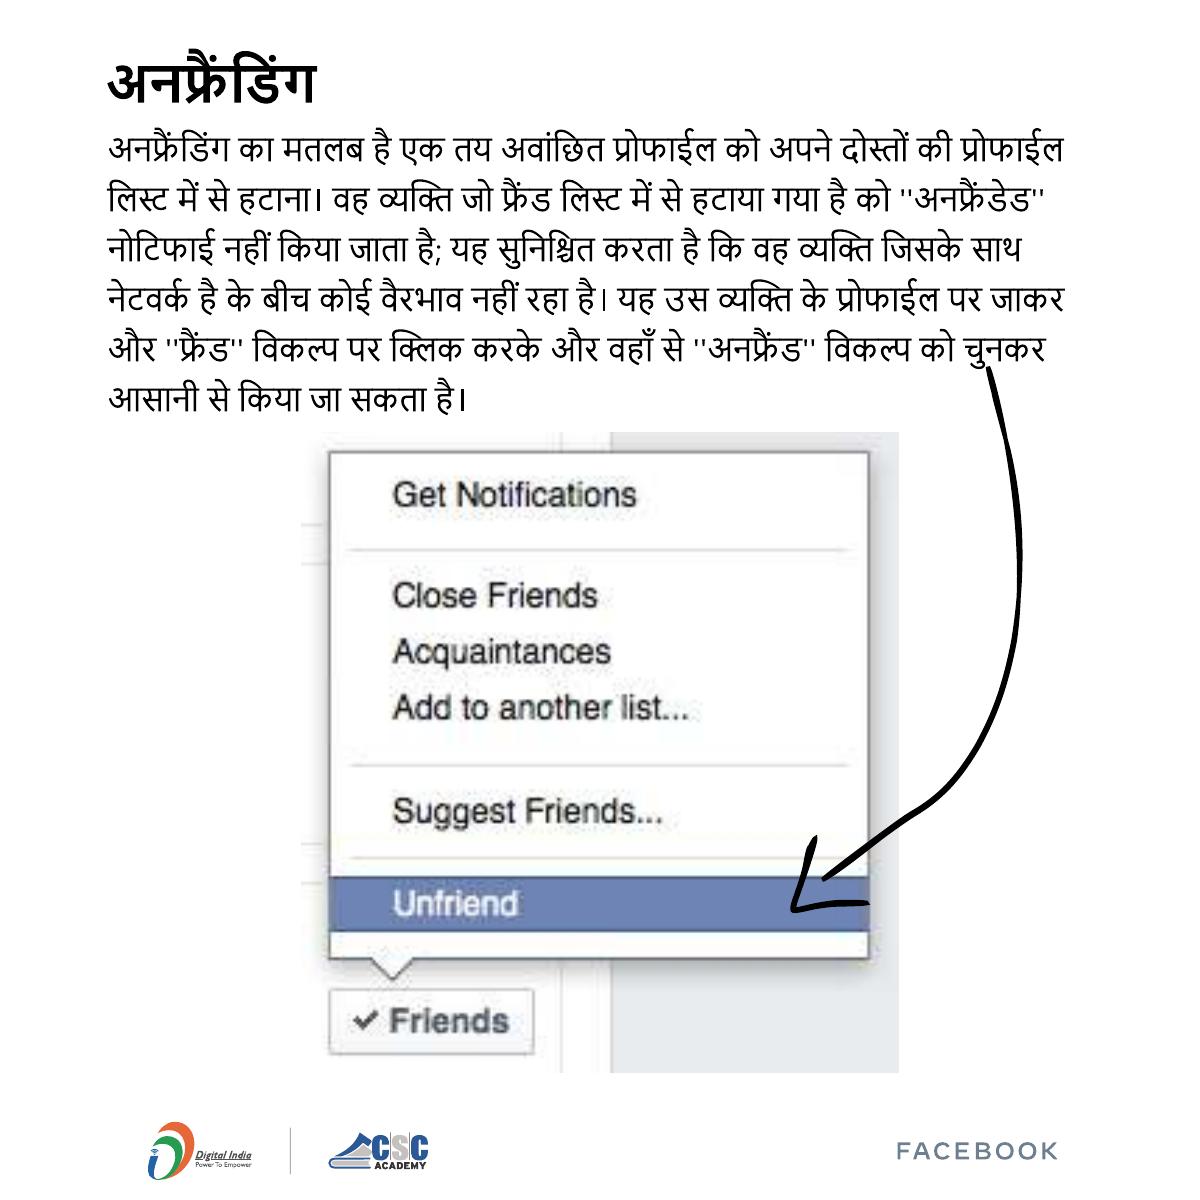 अनफ्रैंडिंग
अनफ्रैंडिंग का मतलब है एक तय अवांछित प्रोफाईल को अपने दोस्तों की प्रोफाईल
लिस्ट में से हटाना। वह व्यक्ति जो फ्रैंड लिस्ट में से हटाया गया है को ''अनफ्रैंडेड''
नोटिफाई नहीं किया जाता है; यह सुनिश्चित करता है कि वह व्यक्ति जिसके साथ
नेटवर्क है के बीच कोई वैरभाव नहीं रहा है। यह उस व्यक्ति के प्रोफाईल पर जाकर
और ''फ्रैंड'' विकल्प पर क्लिक करके और वहाँ से ''अनफ्रैंड'' विकल्प को चुनकर
आसानी से किया जा सकता है।
Get Notifications
Close Friends
Acquaintances
Add to another list...
Suggest Friends...
Unfriend
✓ Friends
Digital India
Power To Empower
CSC
ACADEMY
FACEBOOK